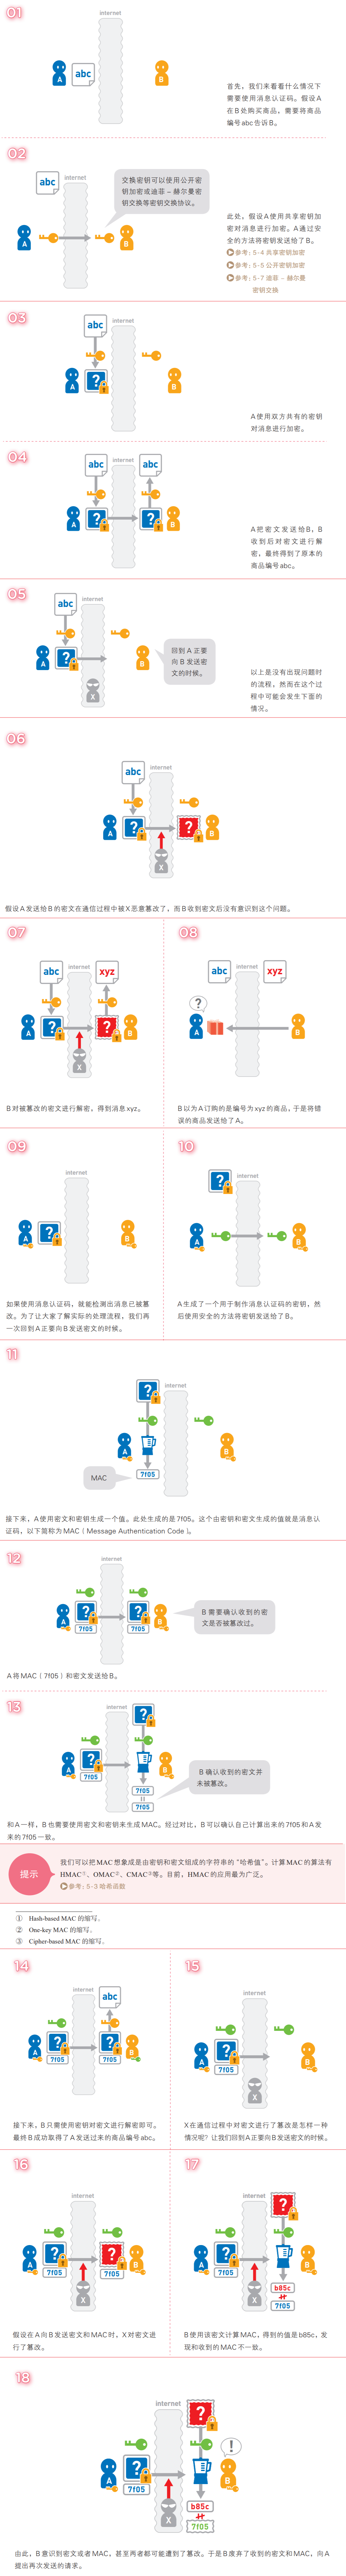 01
internet
A
abc
B
首先，我们来看看什么情况下
需要使用消息认证码。假设A
在B处购买商品，需要将商品
编号abc告诉B。
02
abc
internet
交换密钥可以使用公开密
钥加密或迪菲－赫尔曼密
钥交换等密钥交换协议。
A
B
此处，假设A使用共享密钥加
密对消息进行加密。A通过安
全的方法将密钥发送给了B。
参考：5-4 共享密钥加密
参考：5-5 公开密钥加密
参考：5-7 迪菲－赫尔曼
密钥交换
03
abc
internet
A
?
B
A使用双方共有的密钥
对消息进行加密。
04
abc
internet
abc
A
?
?
B
A把密文发送给B，B
收到后对密文进行解
密，最终得到了原本的
商品编号abc。
05
abc
internet
A
?
B
X
回到A正要
向B发送密
文的时候。
以上是没有出现问题时
的流程，然而在这个过
程中可能会发生下面的
情况。
06
abc
internet
A
?
?
B
X
假设A发送给B的密文在通信过程中被X恶意篡改了，而B收到密文后没有意识到这个问题。
07
abc
internet
xyz
A
?
?
B
X
B对被篡改的密文进行解密，得到消息xyz。
08
abc
internet
xyz
?
A
B
B以为A订购的是编号为xyz的商品，于是将错
误的商品发送给了A。
09
internet
A
?
B
如果使用消息认证码，就能检测出消息已被篡
改。为了让大家了解实际的处理流程，我们再
一次回到A正要向B发送密文的时候。
10
?
internet
A
B
A生成了一个用于制作消息认证码的密钥，然
后使用安全的方法将密钥发送给了B。
11
?
internet
A
B
MAC
7f05
接下来，A使用密文和密钥生成一个值。此处生成的是7f05。这个由密钥和密文生成的值就是消息认
证码，以下简称为MAC（Message Authentication Code）。
12
internet
A
?
?
B
7f05
7f05
B需要确认收到的密
文是否被篡改过。
A将MAC（7f05）和密文发送给B。
13
internet
?
A
?
B
7f05
7f05
=
7f05
B确认收到的密文并
未被篡改。
和A一样，B也需要使用密文和密钥来生成MAC。经过对比，B可以确认自己计算出来的7f05和A发
来的7f05一致。
提示
我们可以把MAC想象成是由密钥和密文组成的字符串的“哈希值”。计算MAC的算法有
HMAC①、OMAC②、CMAC③等。目前，HMAC的应用最为广泛。
参考：5-3 哈希函数
① Hash-based MAC 的缩写。
② One-key MAC 的缩写。
③ Cipher-based MAC 的缩写。
14
internet
abc
A
?
?
B
7f05
7f05
接下来，B只需使用密钥对密文进行解密即可。
最终B成功取得了A发送过来的商品编号abc。
15
internet
A
?
B
7f05
X
X在通信过程中对密文进行了篡改是怎样一种
情况呢？让我们回到A正要向B发送密文的时候。
16
internet
A
?
?
B
7f05
7f05
X
假设在A向B发送密文和MAC时，X对密文进
行了篡改。
17
internet
?
A
?
B
7f05
X
b85c
≠
7f05
B使用该密文计算MAC，得到的值是b85c，发
现和收到的MAC不一致。
18
internet
?
!
A
?
B
7f05
X
b85c
≠
7f05
由此，B意识到密文或者MAC，甚至两者都可能遭到了篡改。于是B废弃了收到的密文和MAC，向A
提出再次发送的请求。